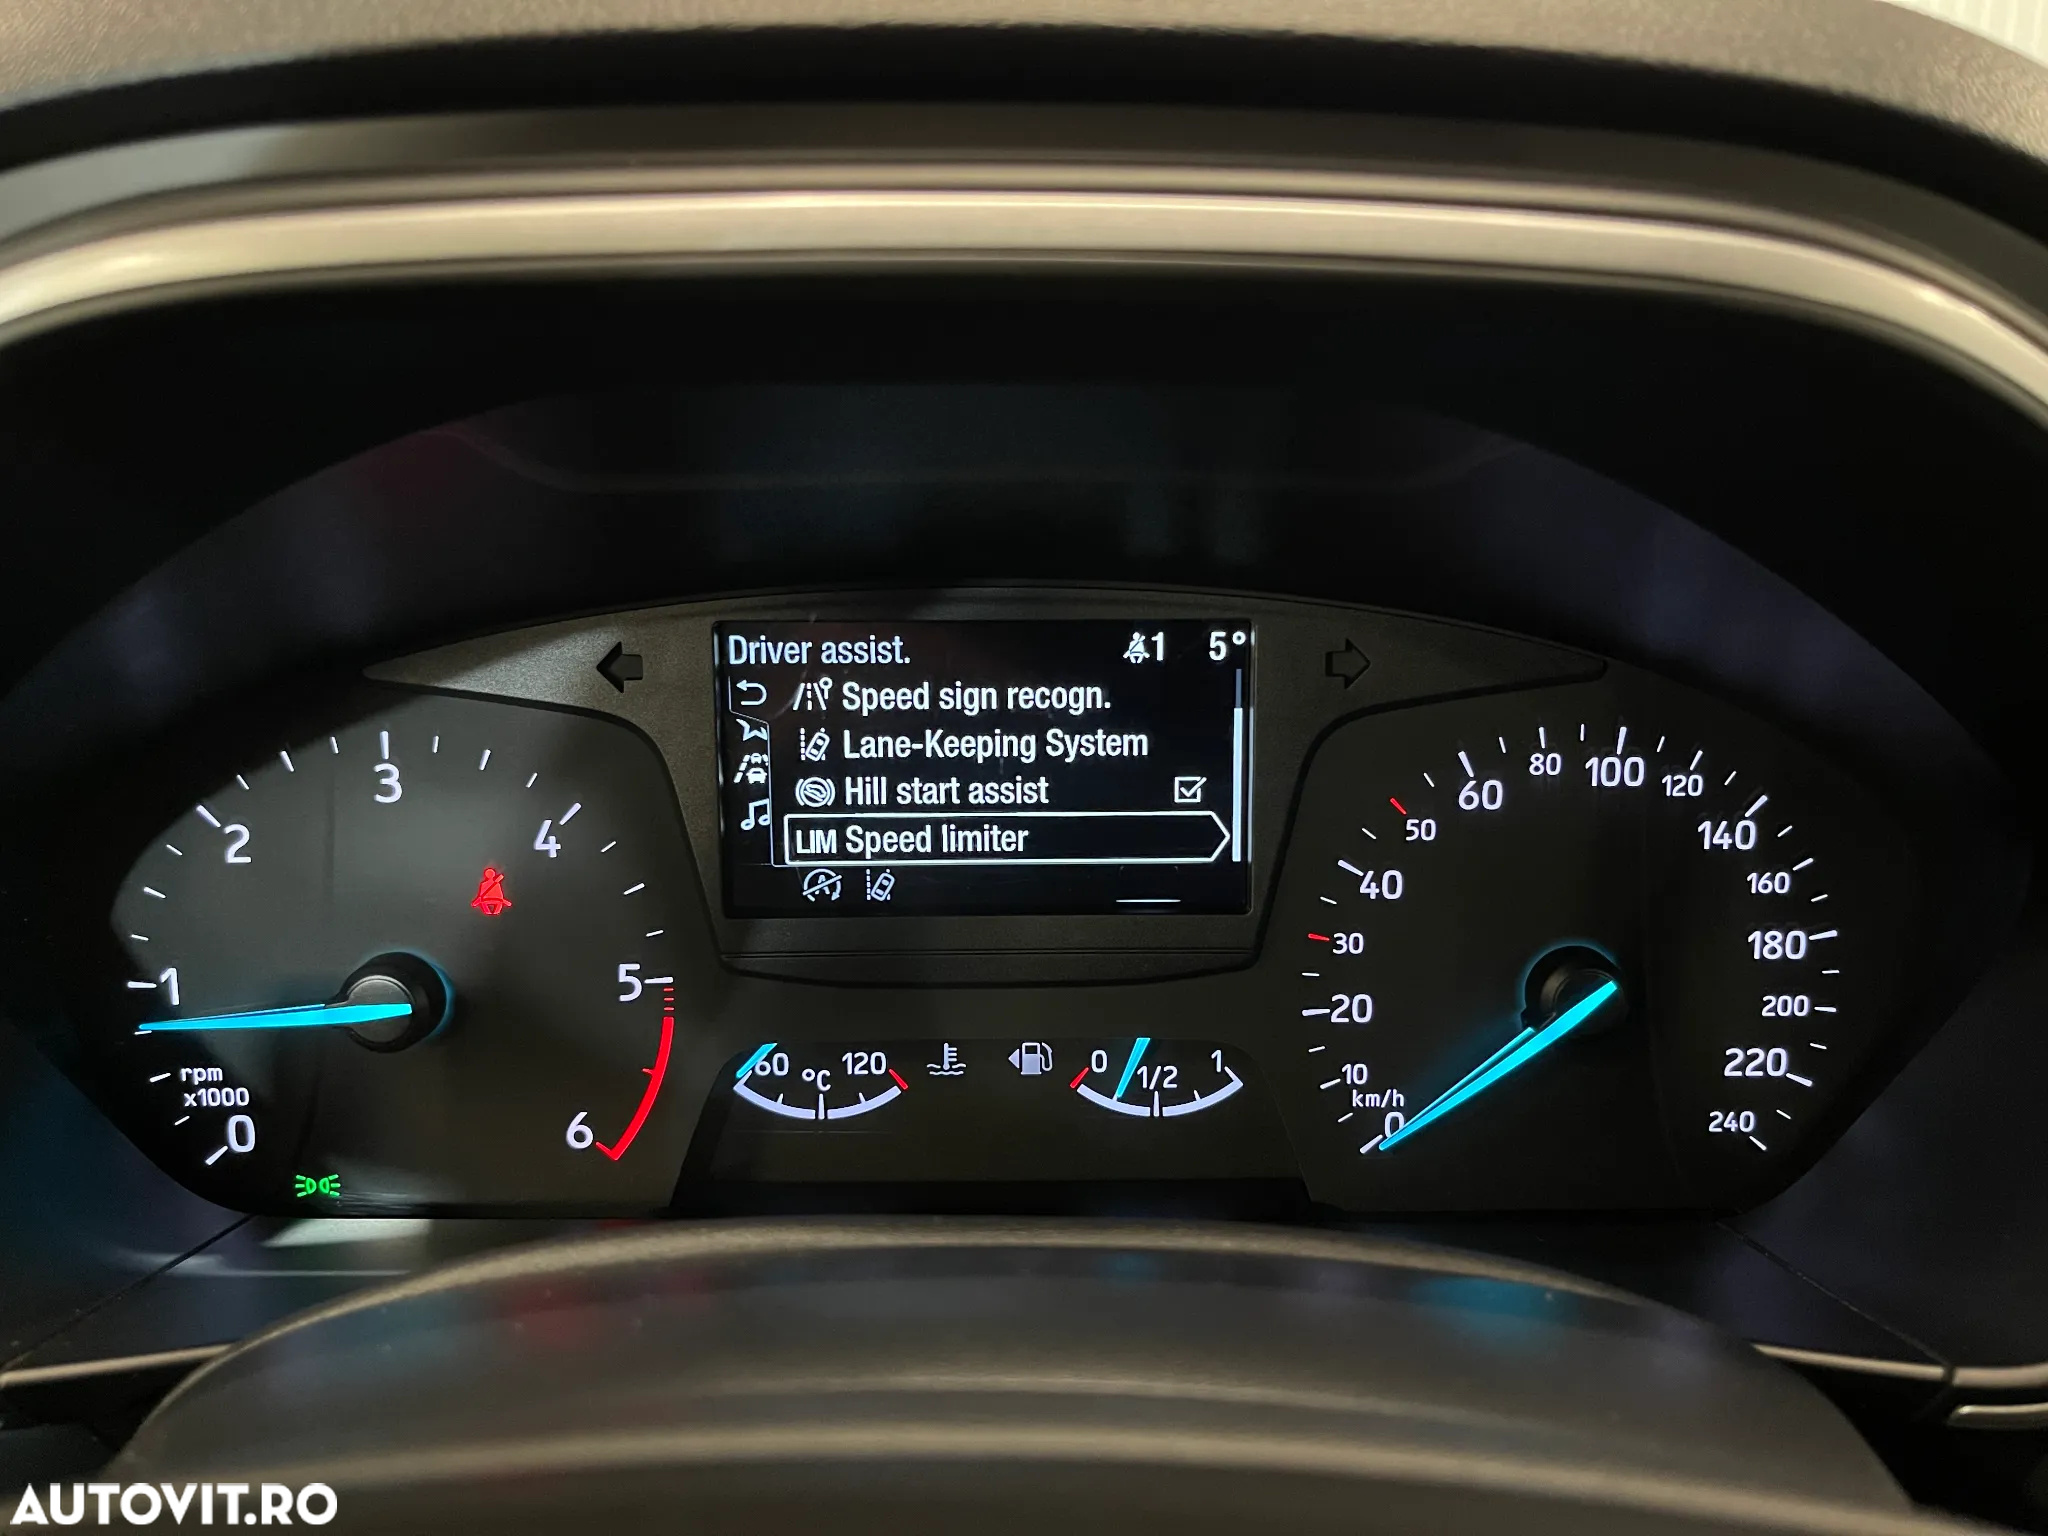 Driver assist. 1 5°
Speed sign recogn.
Lane-Keeping System
Hill start assist
LIM Speed limiter
0 1 2 3 4 5 6
rpm
x1000
60 °C 120
0 1/2 1
0 10 20 30 40 50 60 80 100 120 140 160 180 200 220 240
km/h
AUTOVIT.RO